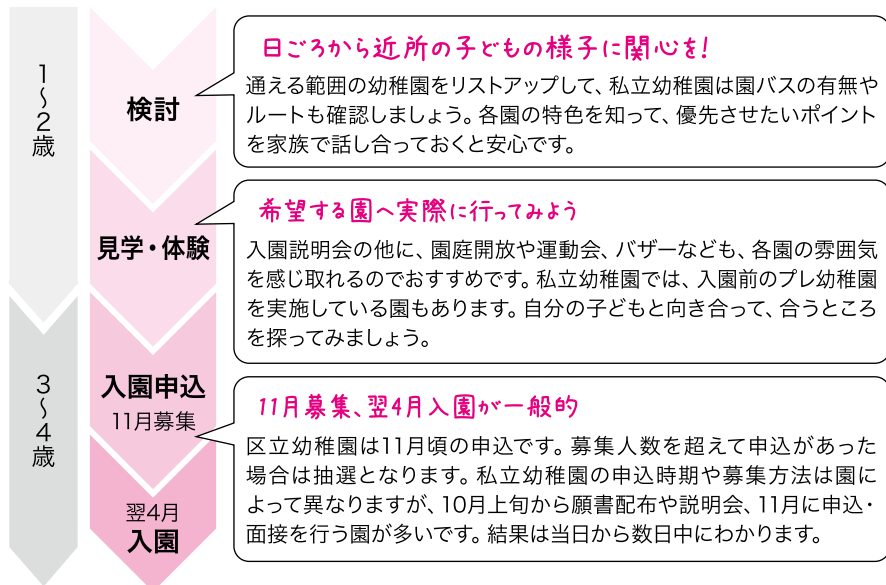 1～2歳
検討
日ごろから近所の子どもの様子に関心を！
通える範囲の幼稚園をリストアップして、私立幼稚園は園バスの有無や
ルートも確認しましょう。各園の特色を知って、優先させたいポイント
を家族で話し合っておくと安心です。
見学・体験
希望する園へ実際に行ってみよう
入園説明会の他に、園庭開放や運動会、バザーなども、各園の雰囲気
を感じ取れるのでおすすめです。私立幼稚園では、入園前のプレ幼稚園
を実施している園もあります。自分の子どもと向き合って、合うところ
を探ってみましょう。
3～4歳
入園申込
11月募集
11月募集、翌4月入園が一般的
区立幼稚園は11月頃の申込です。募集人数を超えて申込があった
場合は抽選となります。私立幼稚園の申込時期や募集方法は園に
よって異なりますが、10月上旬から願書配布や説明会、11月に申込・
面接を行う園が多いです。結果は当日から数日中にわかります。
翌4月
入園